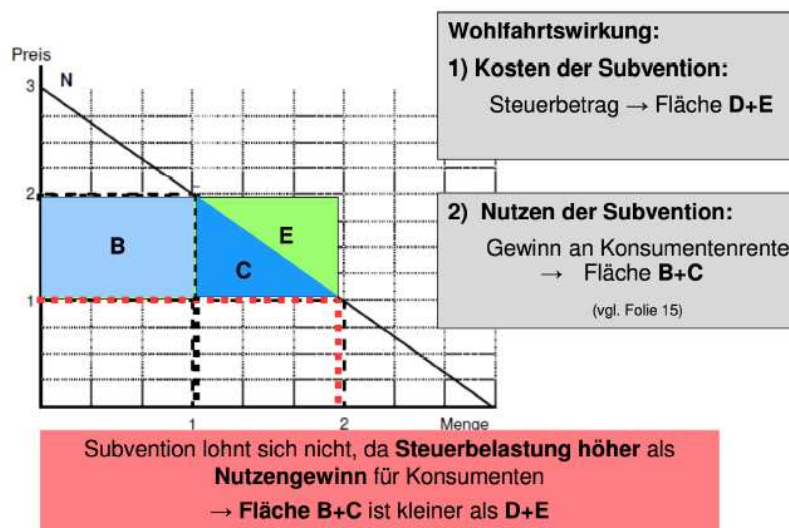 Wohlfahrtswirkung:
1) Kosten der Subvention:
Steuerbetrag → Fläche D+E
2) Nutzen der Subvention:
Gewinn an Konsumentenrente
→ Fläche B+C
(vgl. Folie 15)
Preis
3
N
2
B
E
C
1
1
2
Menge
Subvention lohnt sich nicht, da Steuerbelastung höher als
Nutzengewinn für Konsumenten
→ Fläche B+C ist kleiner als D+E